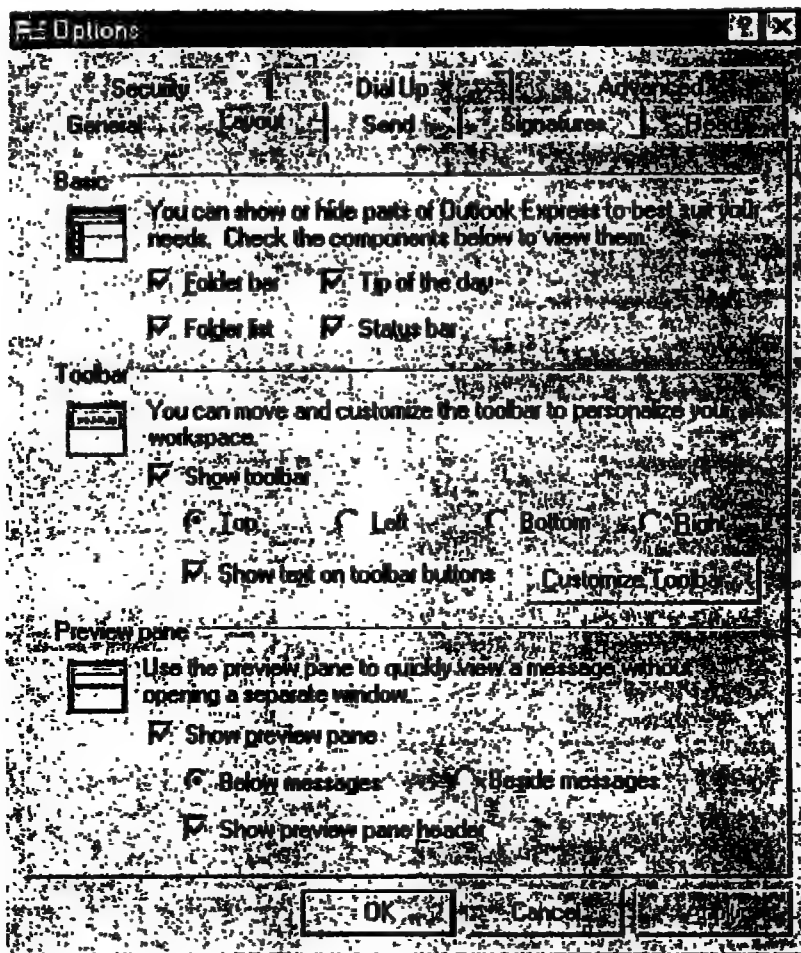 Options
Security Dial Up Advanced
General Layout Send Signatures Read
Basic
You can show or hide parts of Outlook Express to best suit your
needs. Check the components below to view them.
Folder bar Tip of the day
Folder list Status bar
Toolbar
You can move and customize the toolbar to personalize your
workspace.
Show toolbar
Top Left Bottom Right
Show text on toolbar buttons Customize Toolbar...
Preview pane
Use the preview pane to quickly view a message without
opening a separate window.
Show preview pane
Below messages Beside messages
Show preview pane header
OK Cancel Apply